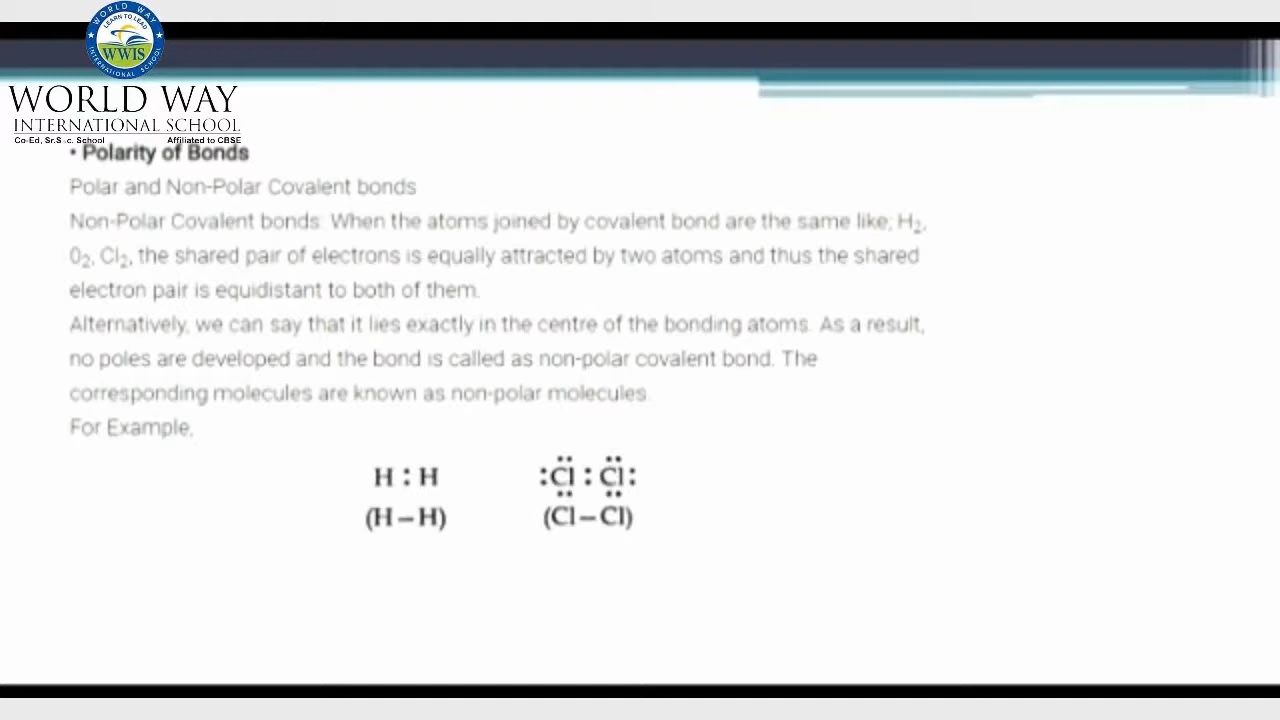 WORLD WAY
LEARN TO LEAD
WWIS
INTERNATIONAL SCHOOL
WORLD WAY
INTERNATIONAL SCHOOL
Co-Ed, Sr.Sec. School Affiliated to CBSE
• Polarity of Bonds
Polar and Non-Polar Covalent bonds
Non-Polar Covalent bonds: When the atoms joined by covalent bond are the same like; H₂,
0₂, Cl₂, the shared pair of electrons is equally attracted by two atoms and thus the shared
electron pair is equidistant to both of them.
Alternatively, we can say that it lies exactly in the centre of the bonding atoms. As a result,
no poles are developed and the bond is called as non-polar covalent bond. The
corresponding molecules are known as non-polar molecules.
For Example,
H : H :Cl : Cl:
(H – H) (Cl – Cl)